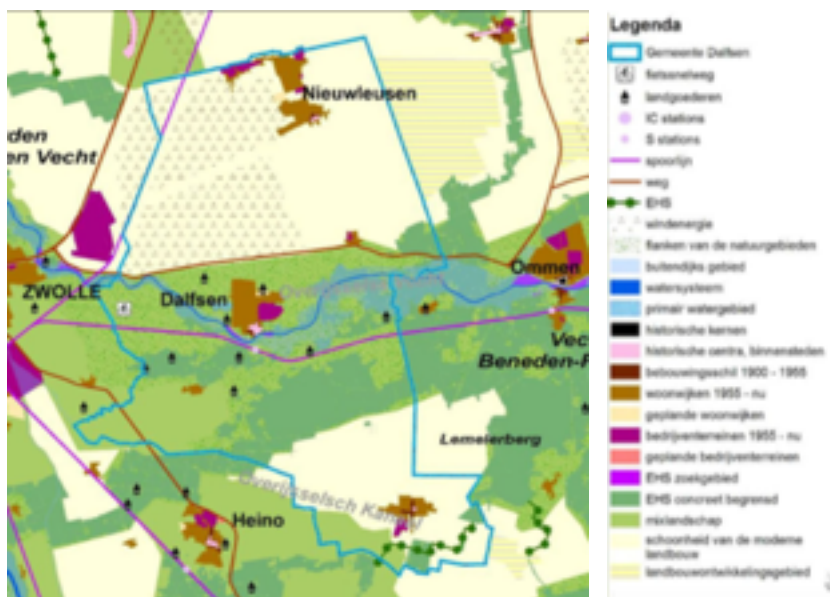 Nieuwleusen
rden
en Vecht
Ommen
ZWOLLE
Dalfsen
Vec
Beneden-R
Lemelerberg
Overijsselsch Kanaal
Heino
Legenda
Gemeente Dalfsen
fietssnelweg
landgoederen
IC stations
S stations
spoorlijn
weg
EHS
windenergie
flanken van de natuurgebieden
buitendijks gebied
watersysteem
primair watergebied
historische kernen
historische centra, binnensteden
bebouwingsschil 1900 - 1955
woonwijken 1955 - nu
geplande woonwijken
bedrijventerreinen 1955 - nu
geplande bedrijventerreinen
EHS zoekgebied
EHS concreet begrensd
mixlandschap
schoonheid van de moderne
landbouw
landbouwontwikkelingsgebied